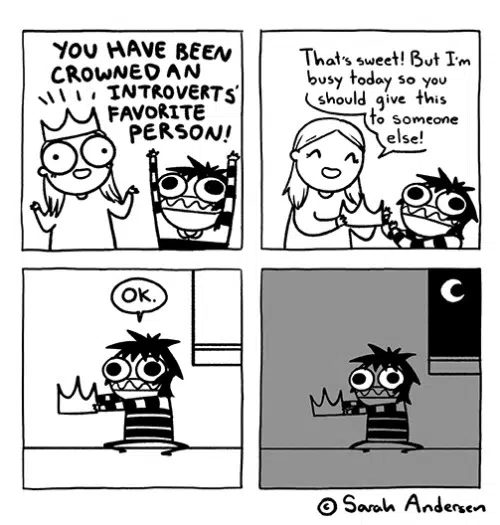 YOU HAVE BEEN
CROWNED AN
INTROVERTS'
FAVORITE
PERSON!
That's sweet! But I'm
busy today so you
should give this
to someone
else!
OK.
© Sarah Andersen